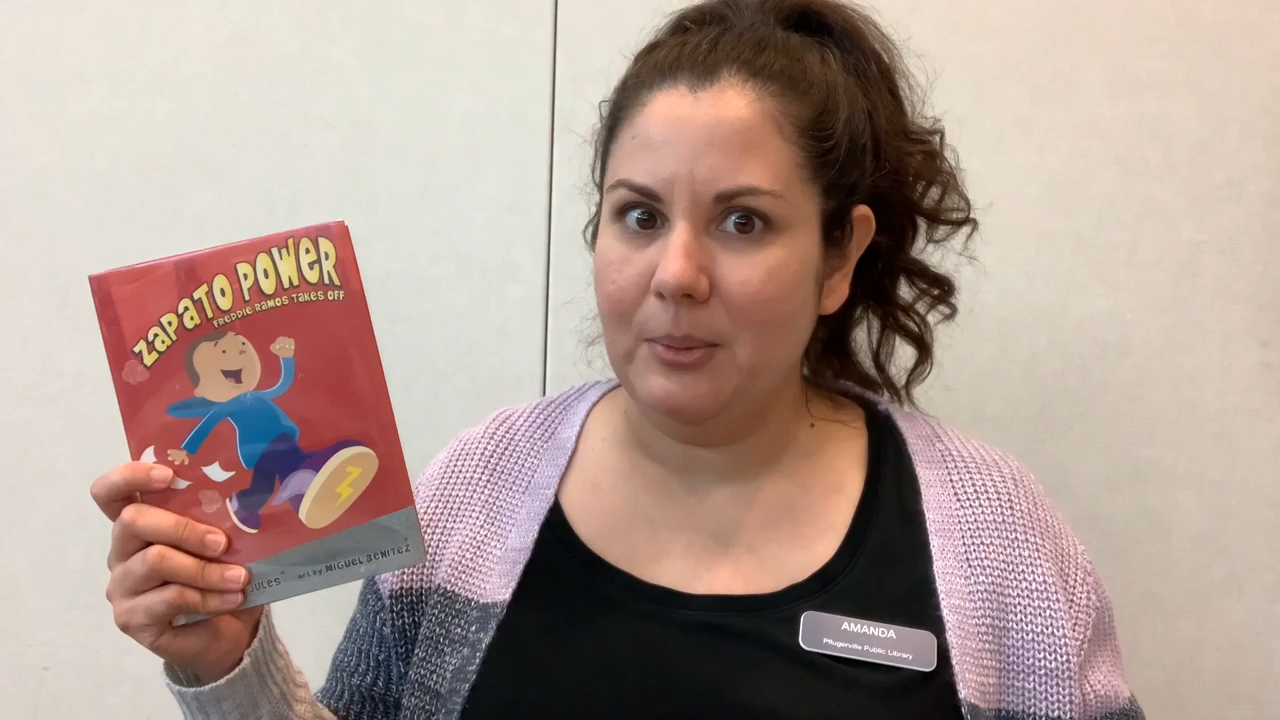 ZAPATO POWER
FREDDIE RAMOS TAKES OFF
JULES art by MIGUEL BENITEZ
AMANDA
Pflugerville Public Library